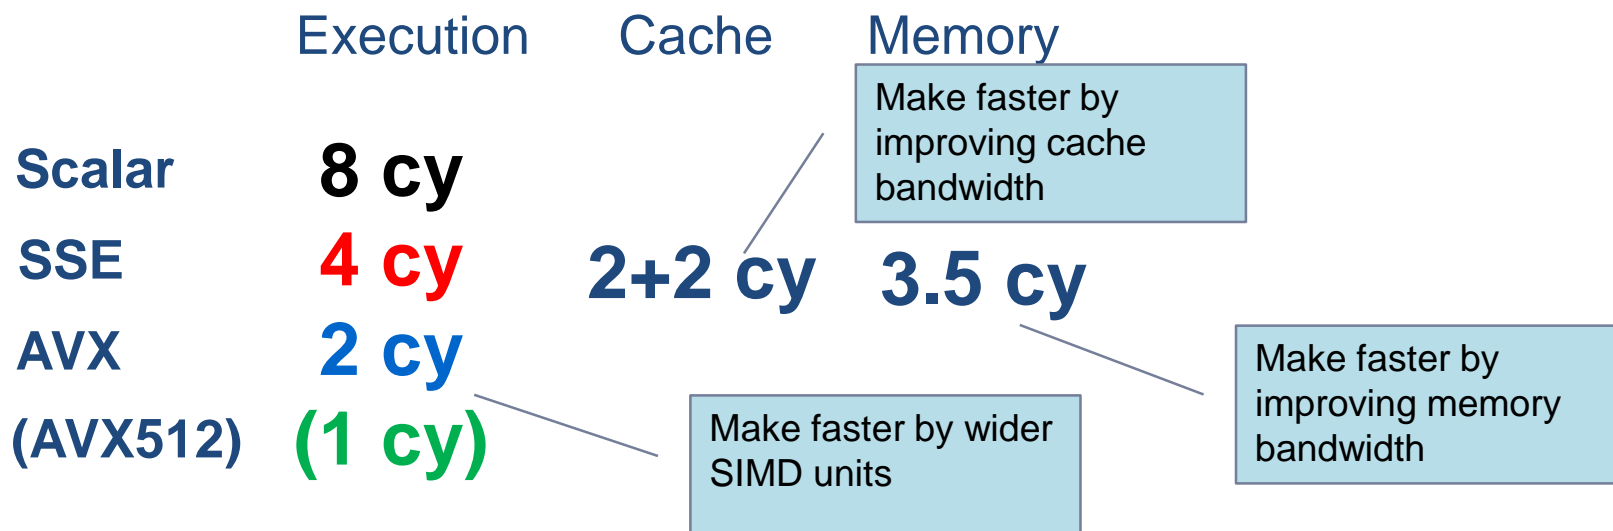 Execution Cache Memory
Make faster by
improving cache
bandwidth
Scalar 8 cy
SSE 4 cy 2+2 cy 3.5 cy
AVX 2 cy
Make faster by
improving memory
bandwidth
(AVX512) (1 cy)
Make faster by wider
SIMD units